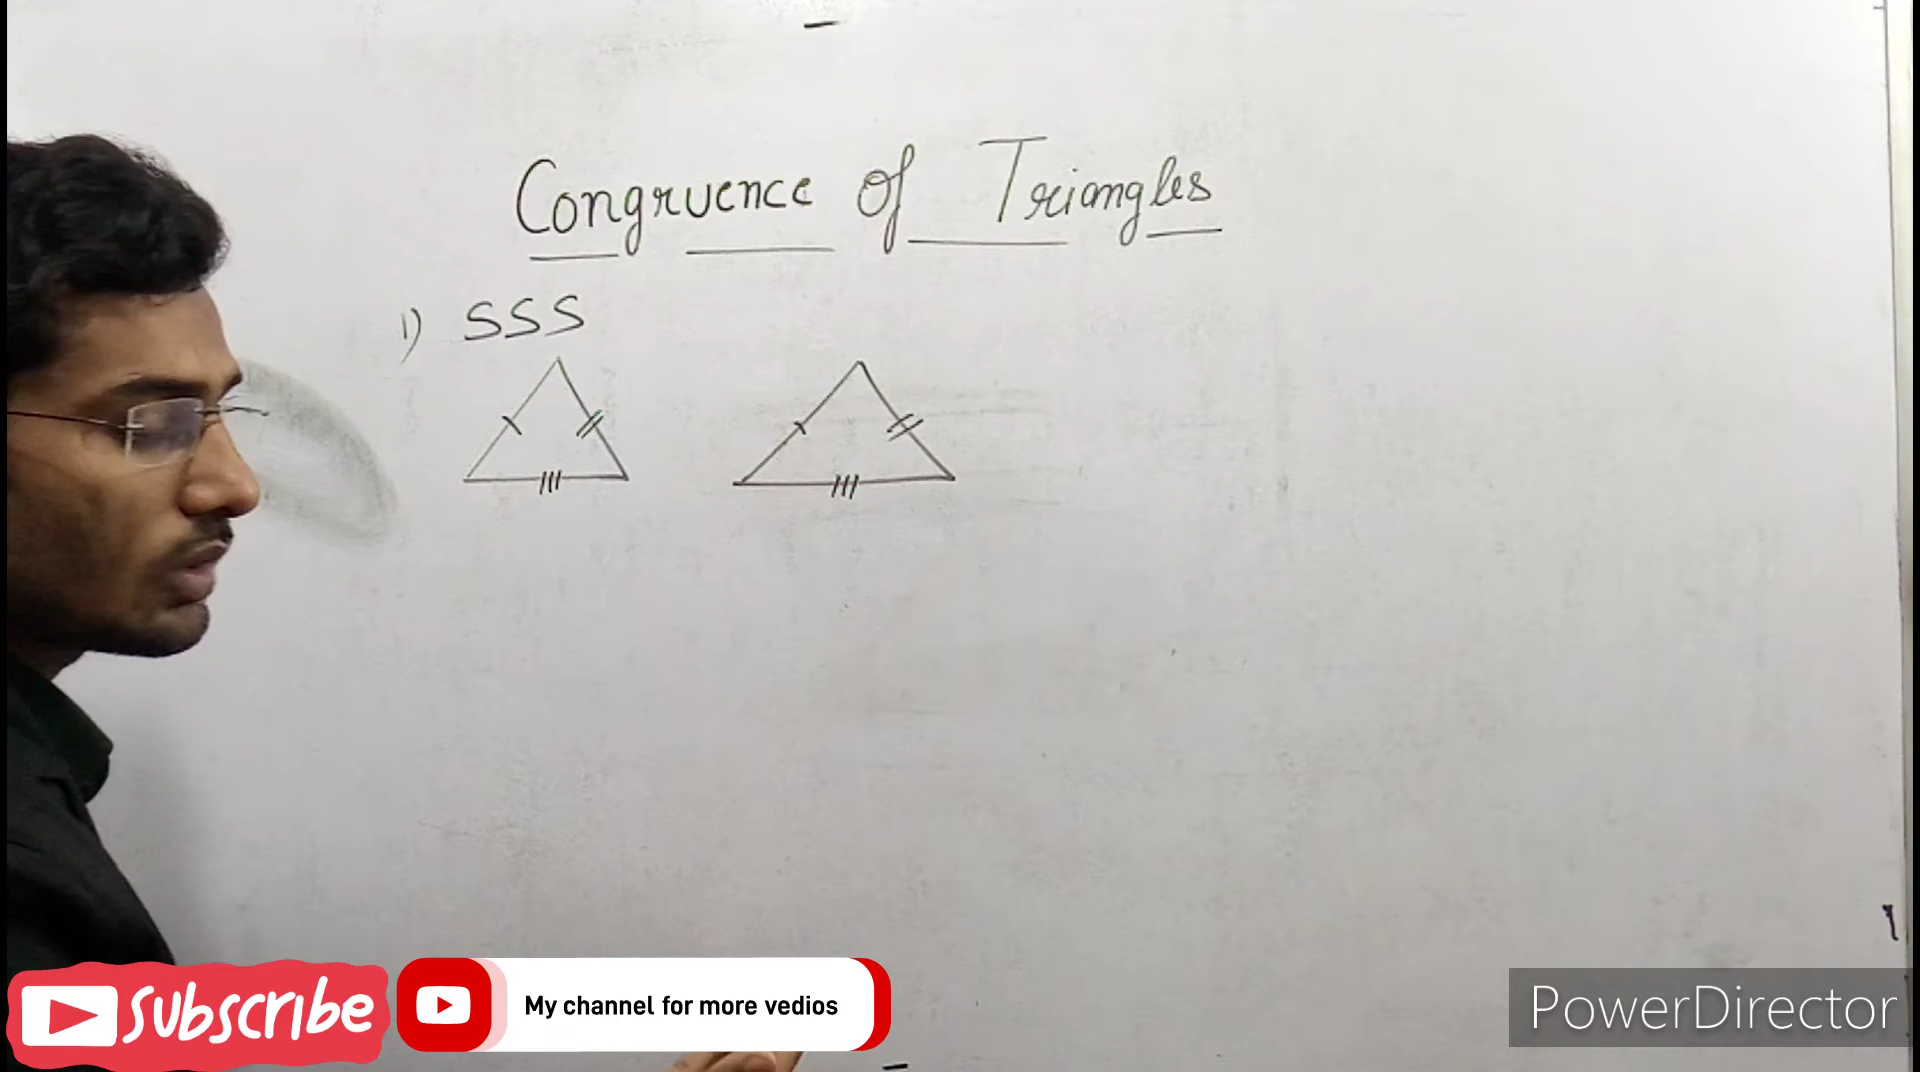 Congruence of Triangles
1) SSS
Subscribe
My channel for more vedios
PowerDirector